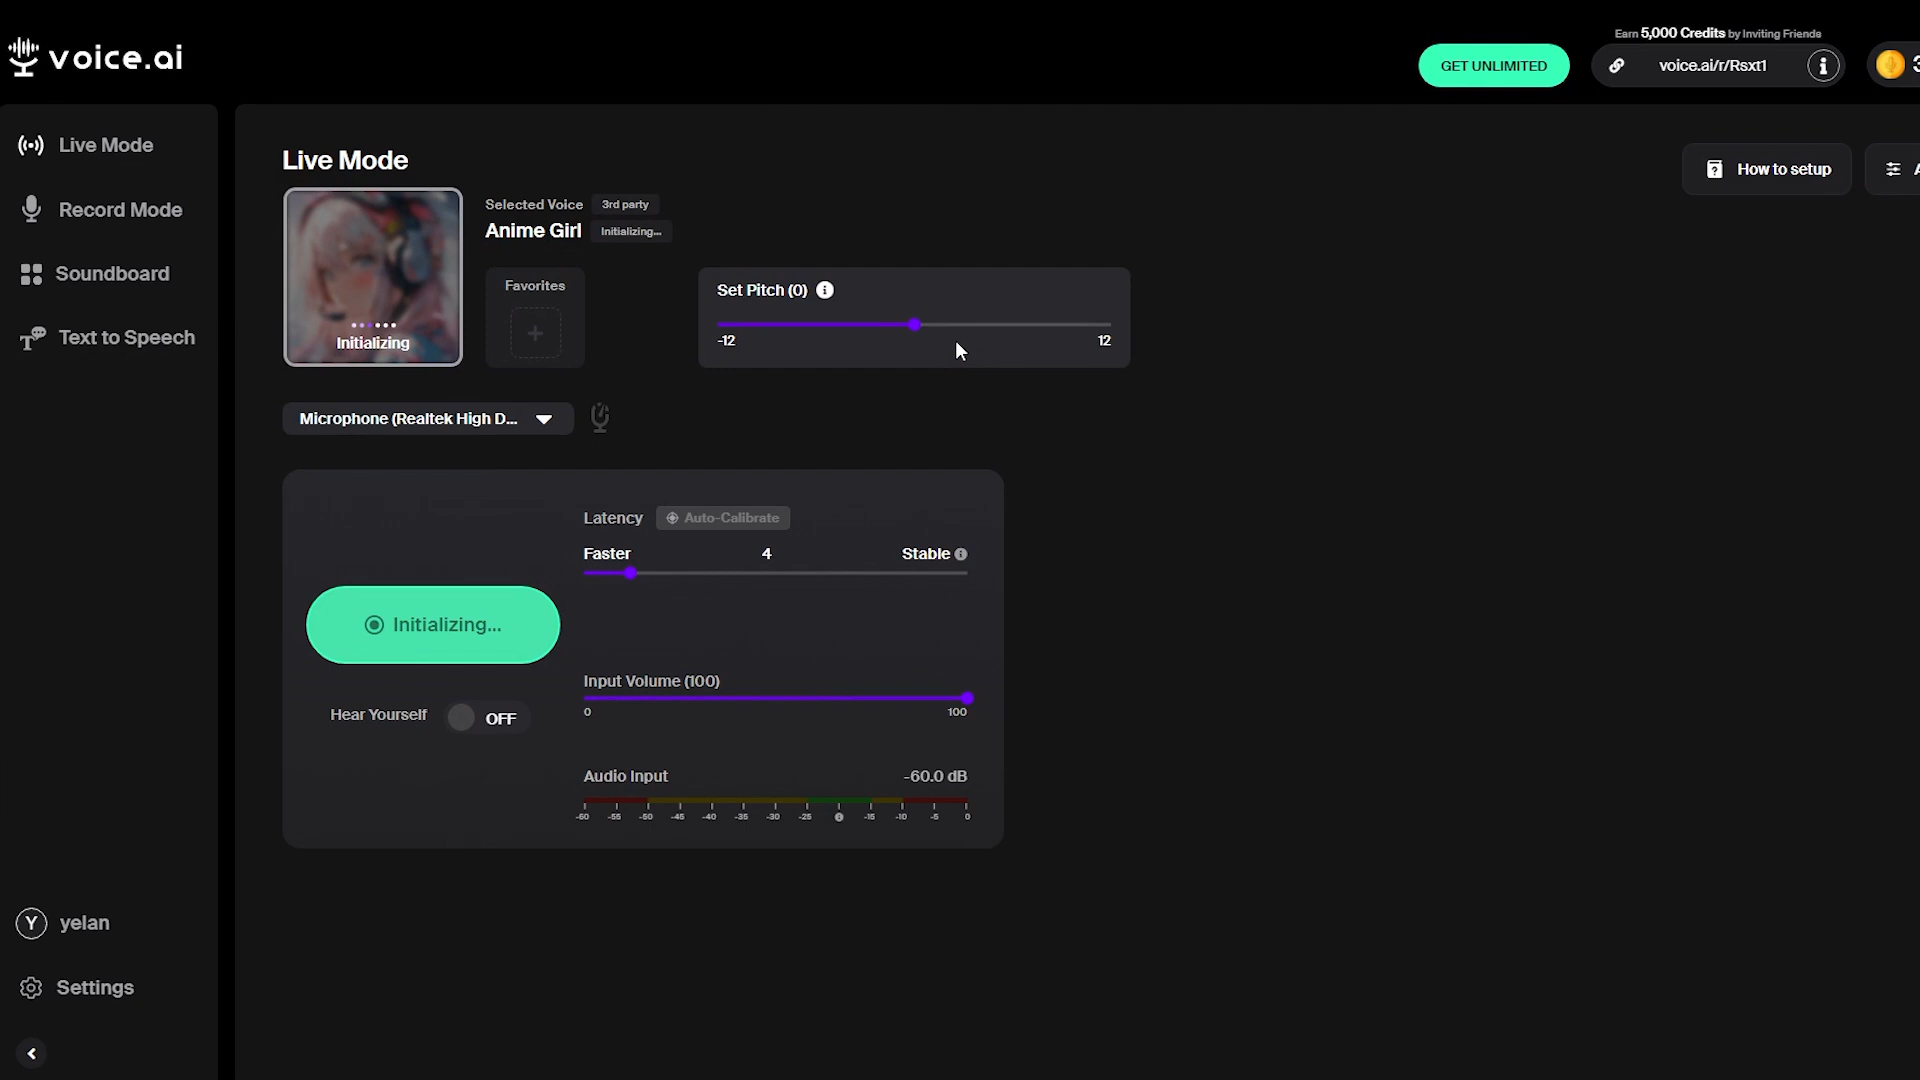 voice.ai
Earn 5,000 Credits by Inviting Friends
GET UNLIMITED
voice.ai/r/Rsxt1
Live Mode
Record Mode
Soundboard
Text to Speech
Live Mode
How to setup
Selected Voice 3rd party
Anime Girl Initializing...
Initializing
Favorites
Set Pitch (0)
-12 12
Microphone (Realtek High D...
Latency Auto-Calibrate
Faster 4 Stable
Initializing...
Input Volume (100)
0 100
Hear Yourself OFF
Audio Input -60.0 dB
-60 -55 -50 -45 -40 -35 -30 -25 -15 -10 -5 0
Y yelan
Settings